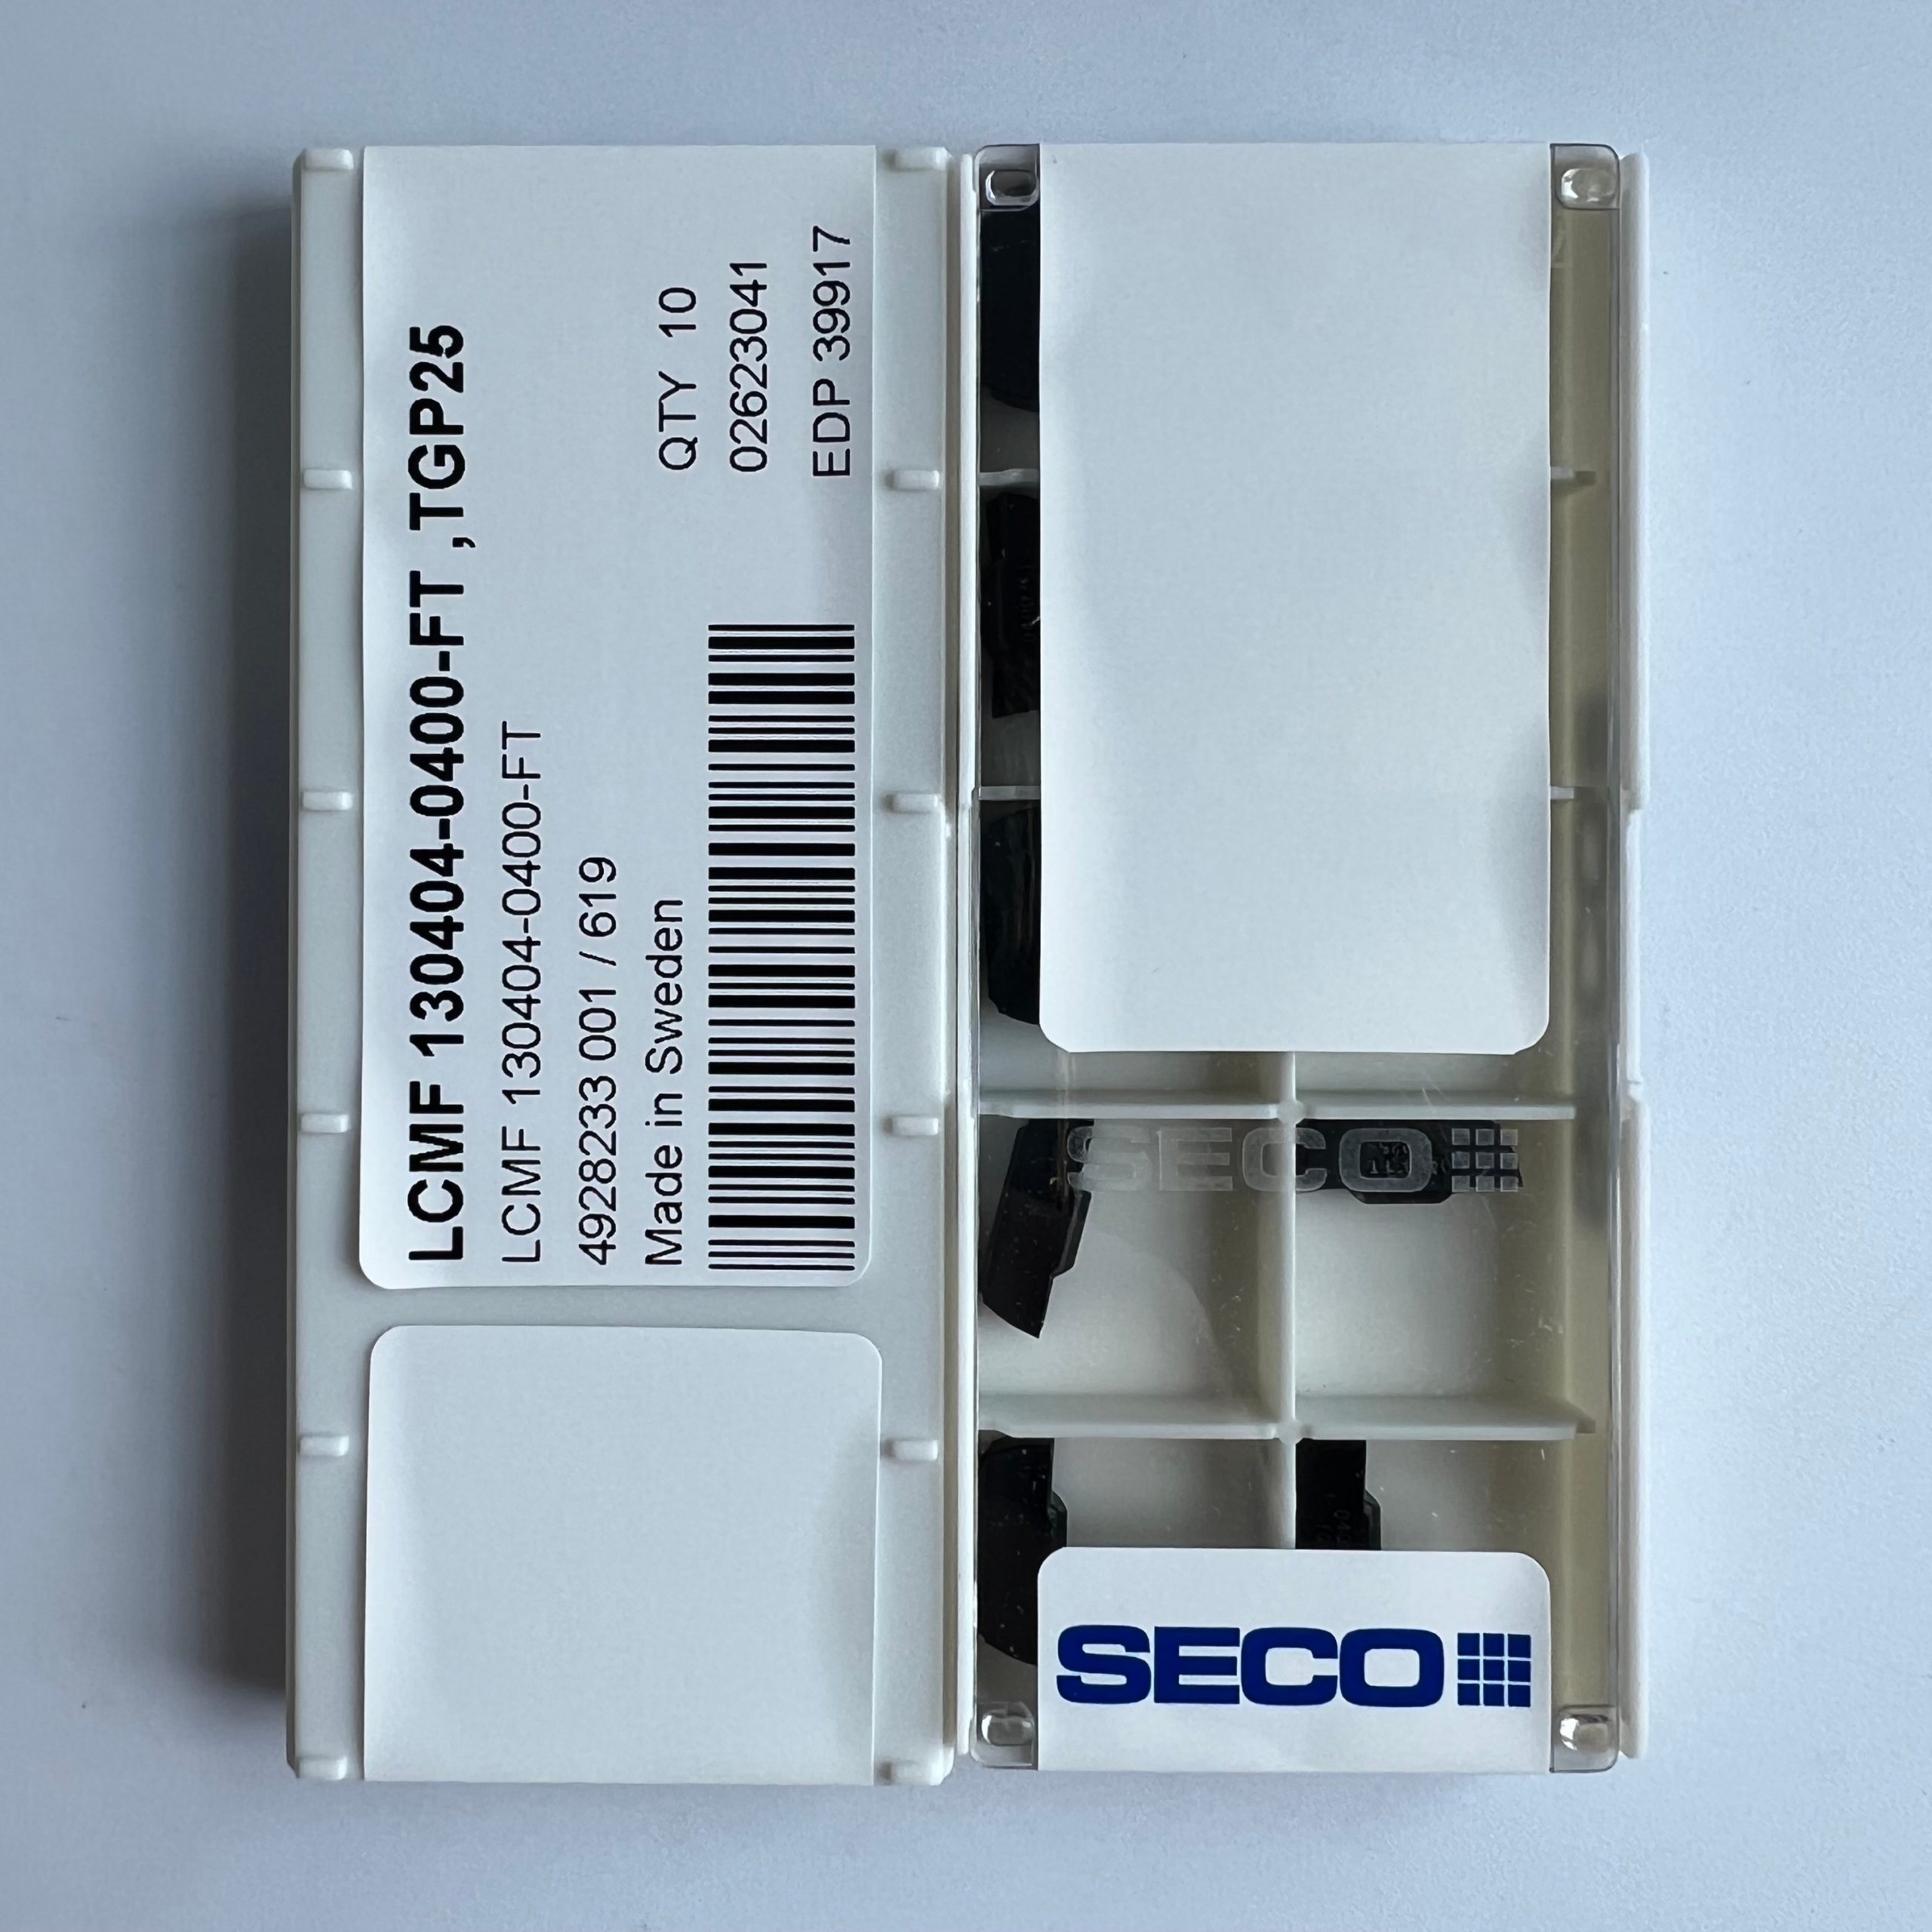 LCMF 130404-0400-FT ,TGP25
LCMF 130404-0400-FT
4928233 001 / 619
Made in Sweden
QTY 10
02623041
EDP 39917
SECO
SECO